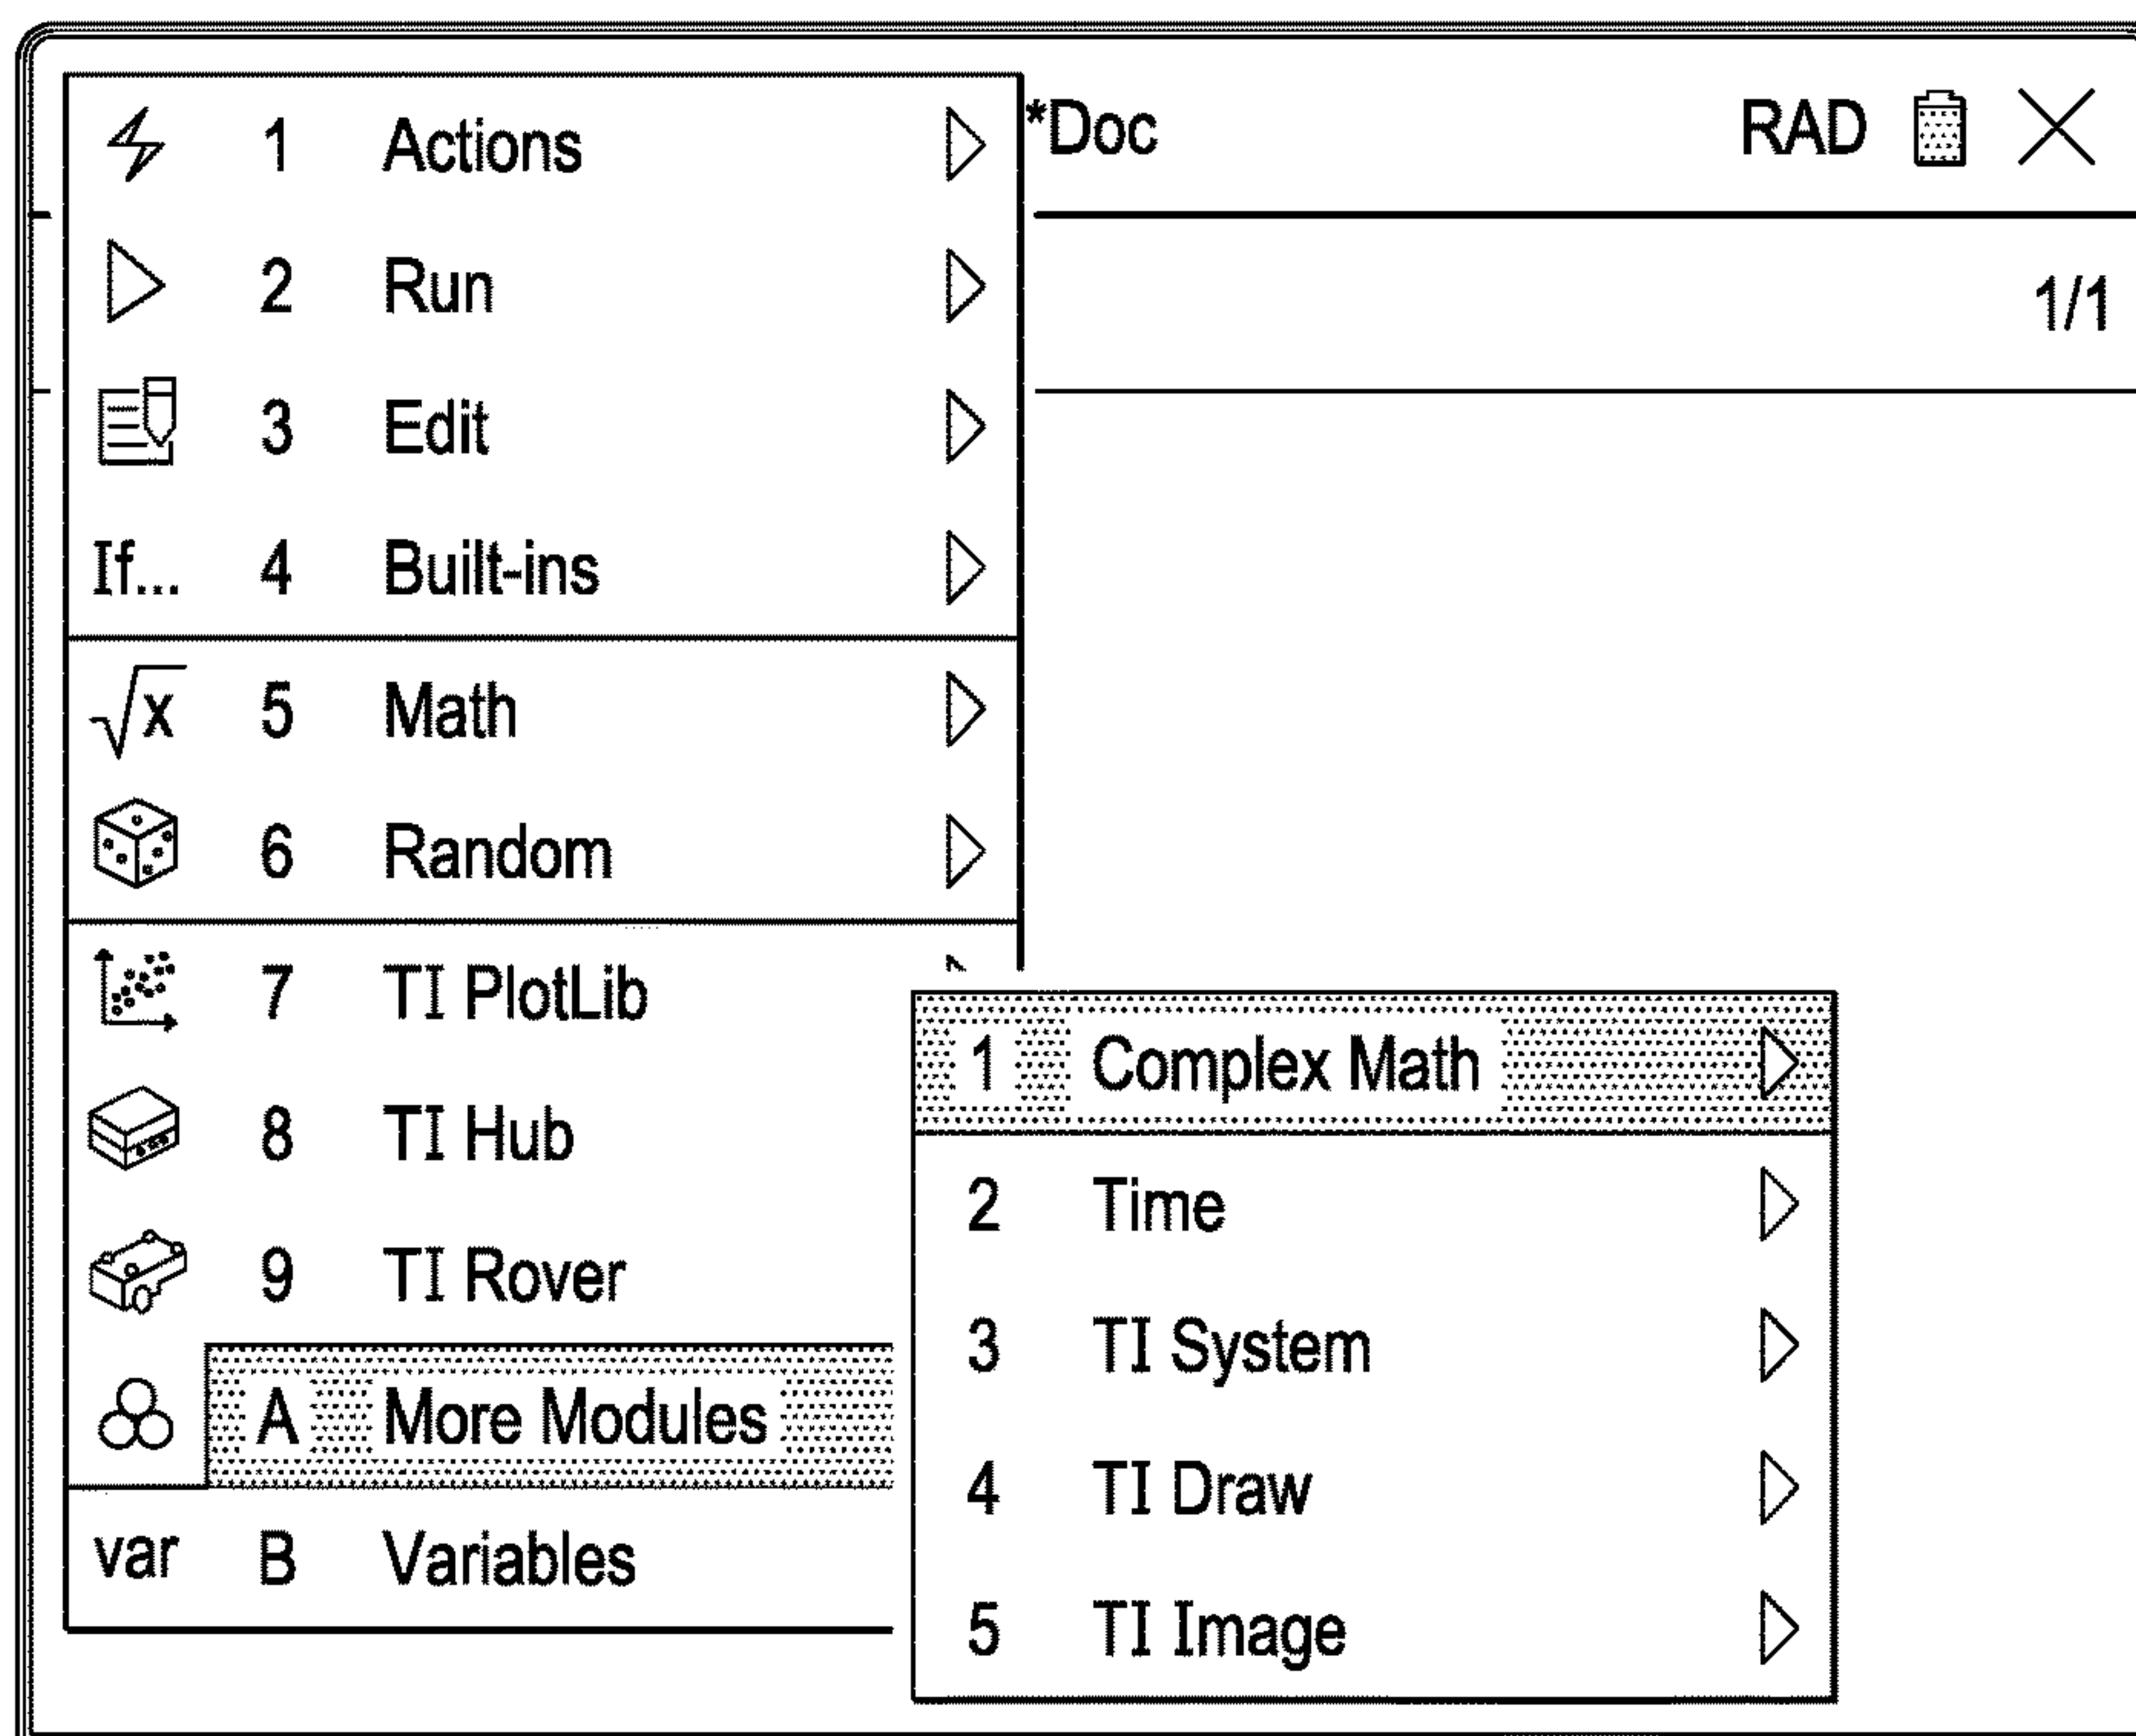 *Doc RAD
1/1
1 Actions
2 Run
3 Edit
If... 4 Built-ins
√x 5 Math
6 Random
7 TI PlotLib
8 TI Hub
9 TI Rover
A More Modules
var B Variables
1 Complex Math
2 Time
3 TI System
4 TI Draw
5 TI Image